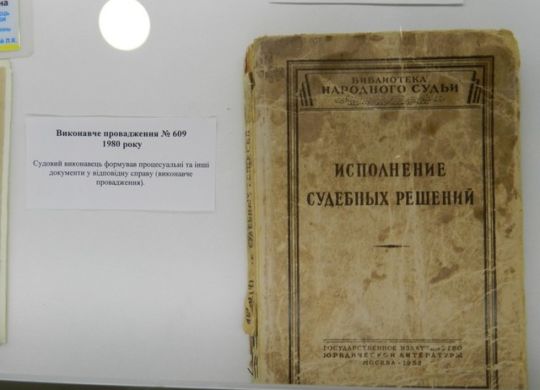 Виконавче провадження № 609
1980 року
Судовий виконавець формував процесуальні та інші
документи у відповідну справу (виконавче
провадження).
БИБЛИОТЕКА
НАРОДНОГО СУДЬИ
ИСПОЛНЕНИЕ
СУДЕБНЫХ РЕШЕНИЙ
ГОСУДАРСТВЕННОЕ ИЗДАТЕЛЬСТВО
ЮРИДИЧЕСКОЙ ЛИТЕРАТУРЫ
МОСКВА